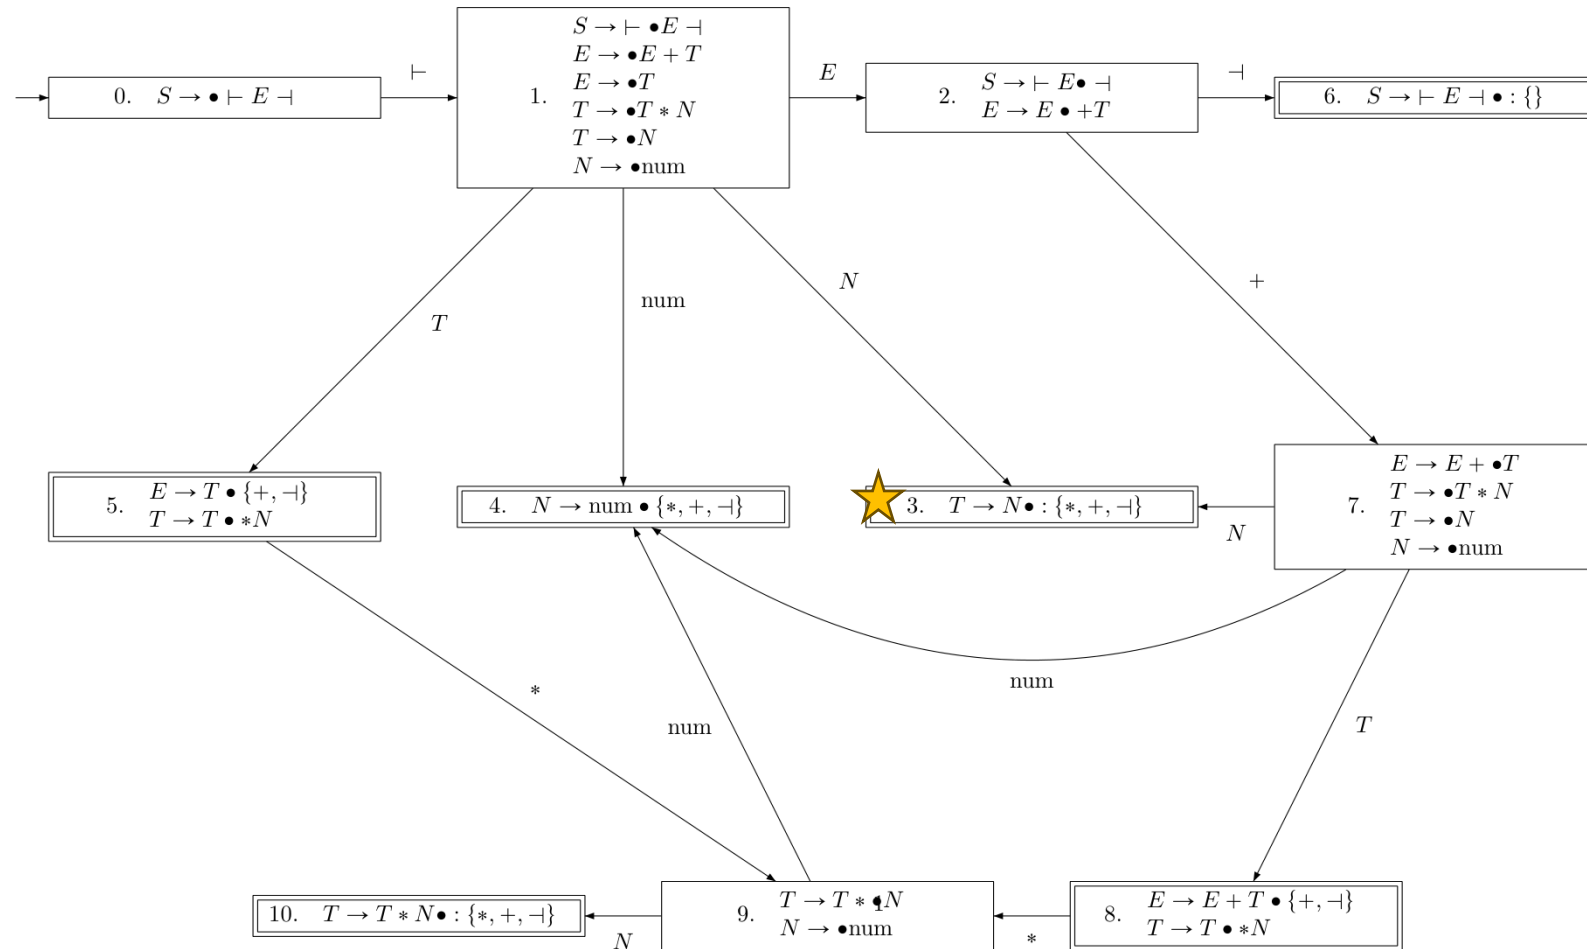 ⊢
0. S → • ⊢ E ⊣
1.
S → ⊢ •E ⊣
E → •E + T
E → •T
T → •T * N
T → •N
N → •num
E
2.
S → ⊢ E• ⊣
E → E • +T
⊣
6. S → ⊢ E ⊣ • : {}
T
num
N
+
5.
E → T • {+, ⊣}
T → T • *N
4. N → num • {*, +, ⊣}
3. T → N• : {*, +, ⊣}
N
7.
E → E + •T
T → •T * N
T → •N
N → •num
*
num
num
T
10. T → T * N• : {*, +, ⊣}
N
9.
T → T * •N
N → •num
*
8.
E → E + T • {+, ⊣}
T → T • *N